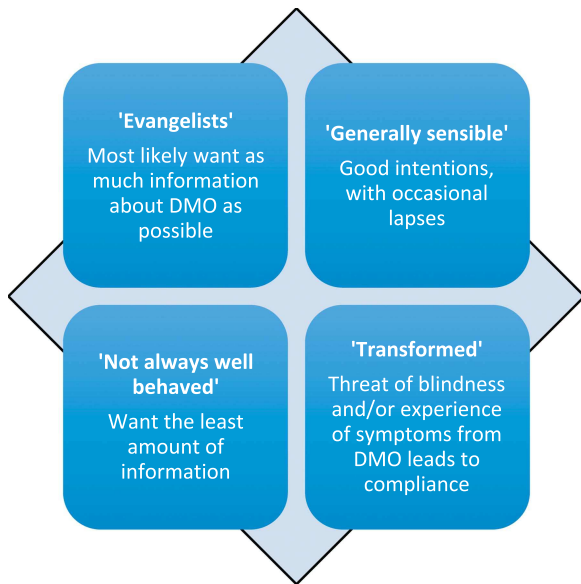 'Evangelists'
Most likely want as
much information
about DMO as
possible
'Generally sensible'
Good intentions,
with occasional
lapses
'Not always well
behaved'
Want the least
amount of
information
'Transformed'
Threat of blindness
and/or experience
of symptoms from
DMO leads to
compliance